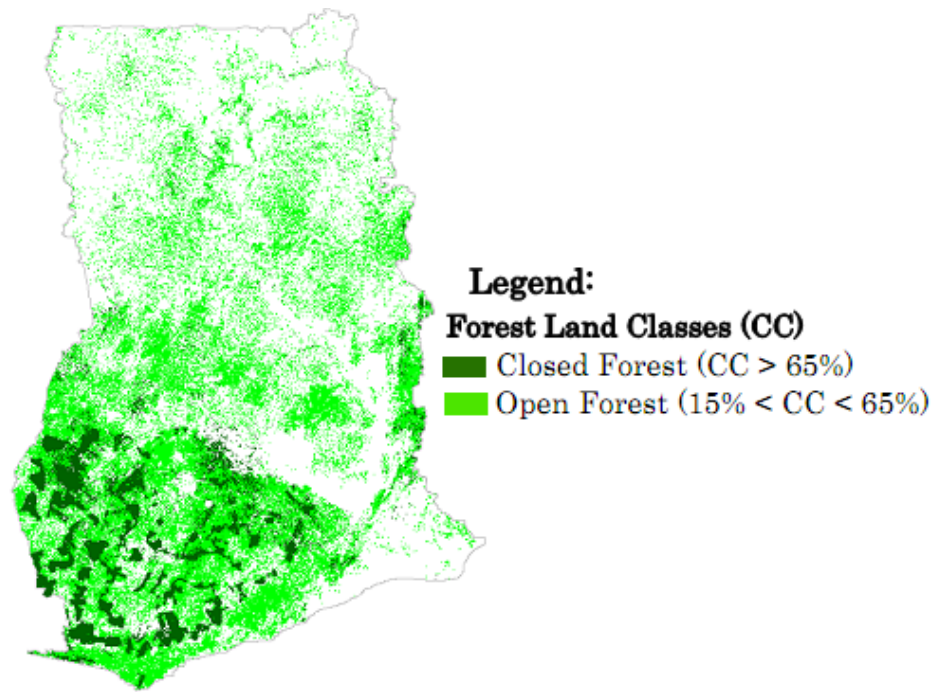 Legend:
Forest Land Classes (CC)
Closed Forest (CC > 65%)
Open Forest (15% < CC < 65%)